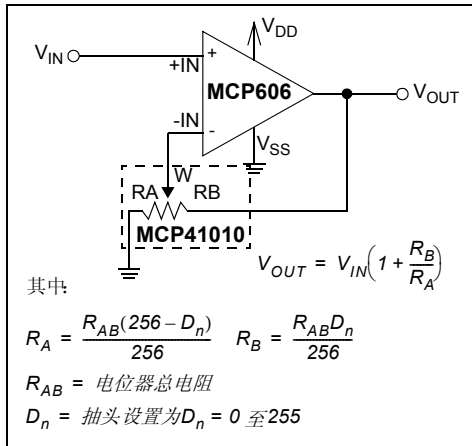 V_DD
V_IN
+IN
+
MCP606
V_OUT
-IN
-
V_SS
W
RA RB
MCP41010
V_OUT = V_IN(1 + R_B/R_A)
其中:
R_A = R_AB(256 – D_n)/256 R_B = R_AB D_n/256
R_AB = 电位器总电阻
D_n = 抽头设置为D_n = 0 至255